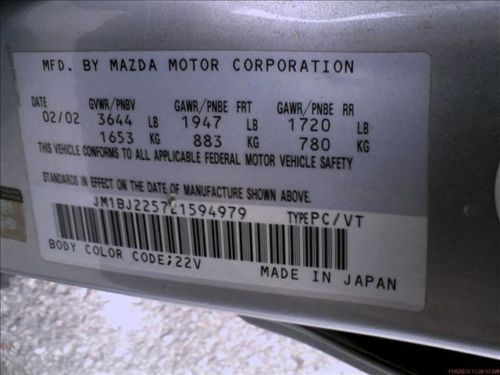 MFD. BY MAZDA MOTOR CORPORATION
DATE GVWR/PNBV GAWR/PNBE FRT GAWR/PNBE RR
02/02 3644 LB 1947 LB 1720 LB
1653 KG 883 KG 780 KG
THIS VEHICLE CONFORMS TO ALL APPLICABLE FEDERAL MOTOR VEHICLE SAFETY
STANDARDS IN EFFECT ON THE DATE OF MANUFACTURE SHOWN ABOVE.
JM1BJ225721594979 TYPE PC/VT
BODY COLOR CODE;22V
MADE IN JAPAN